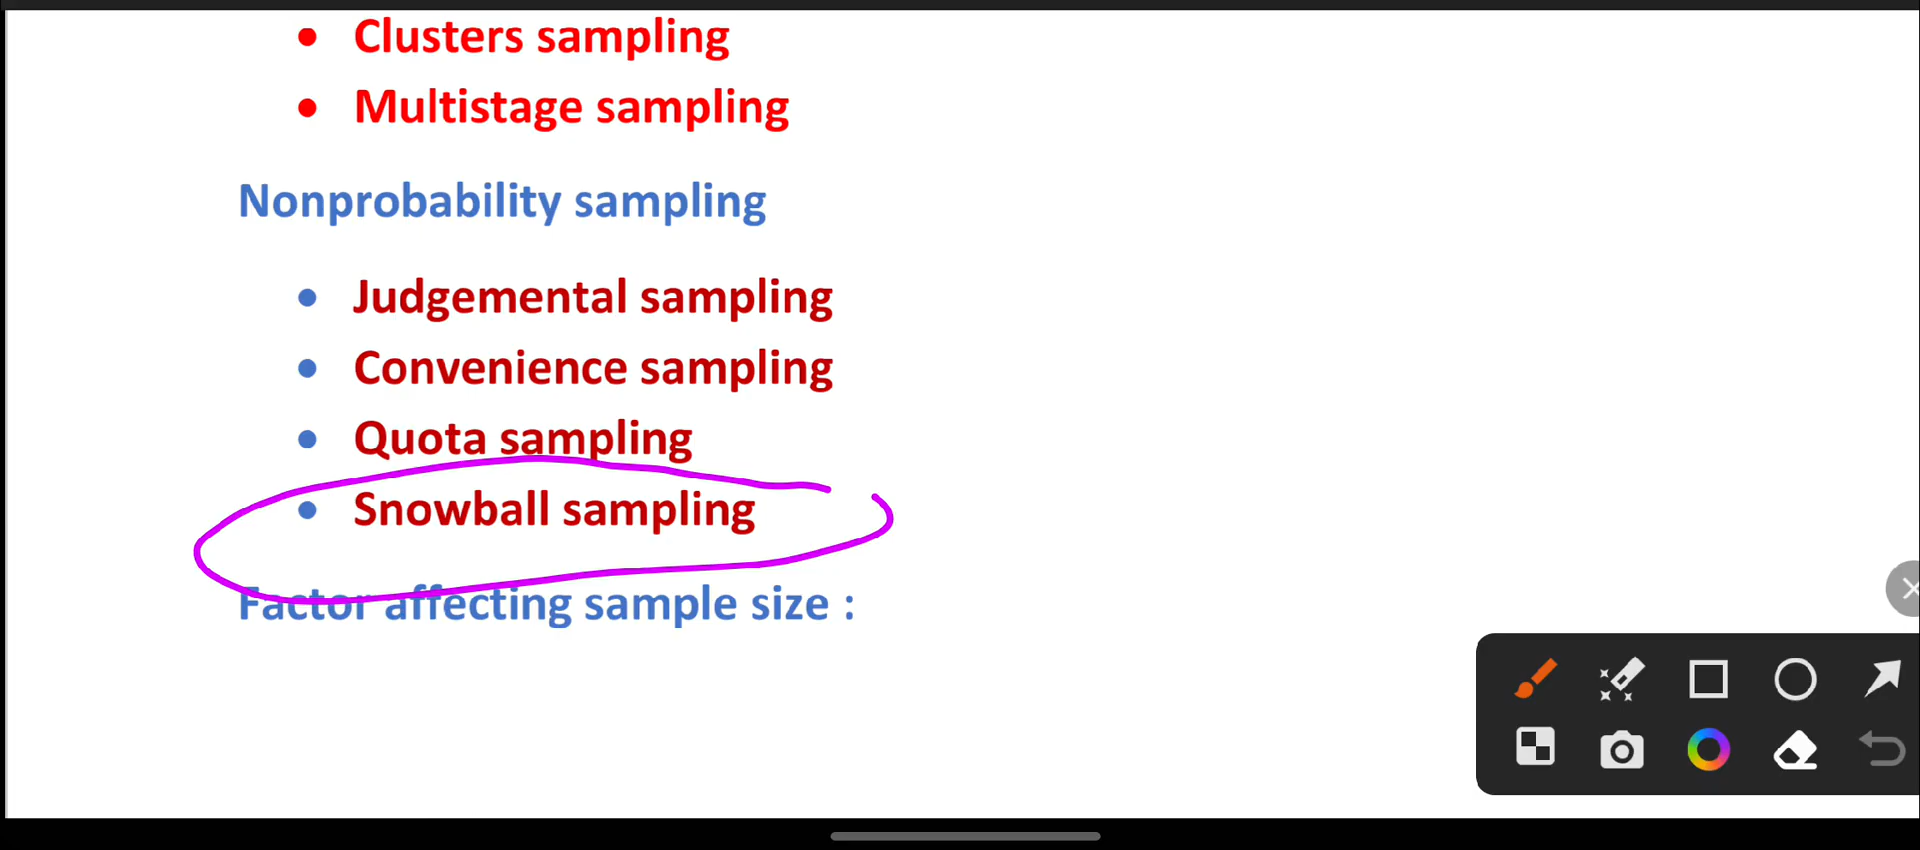 • Clusters sampling
• Multistage sampling
Nonprobability sampling
• Judgemental sampling
• Convenience sampling
• Quota sampling
• Snowball sampling
Factor affecting sample size :